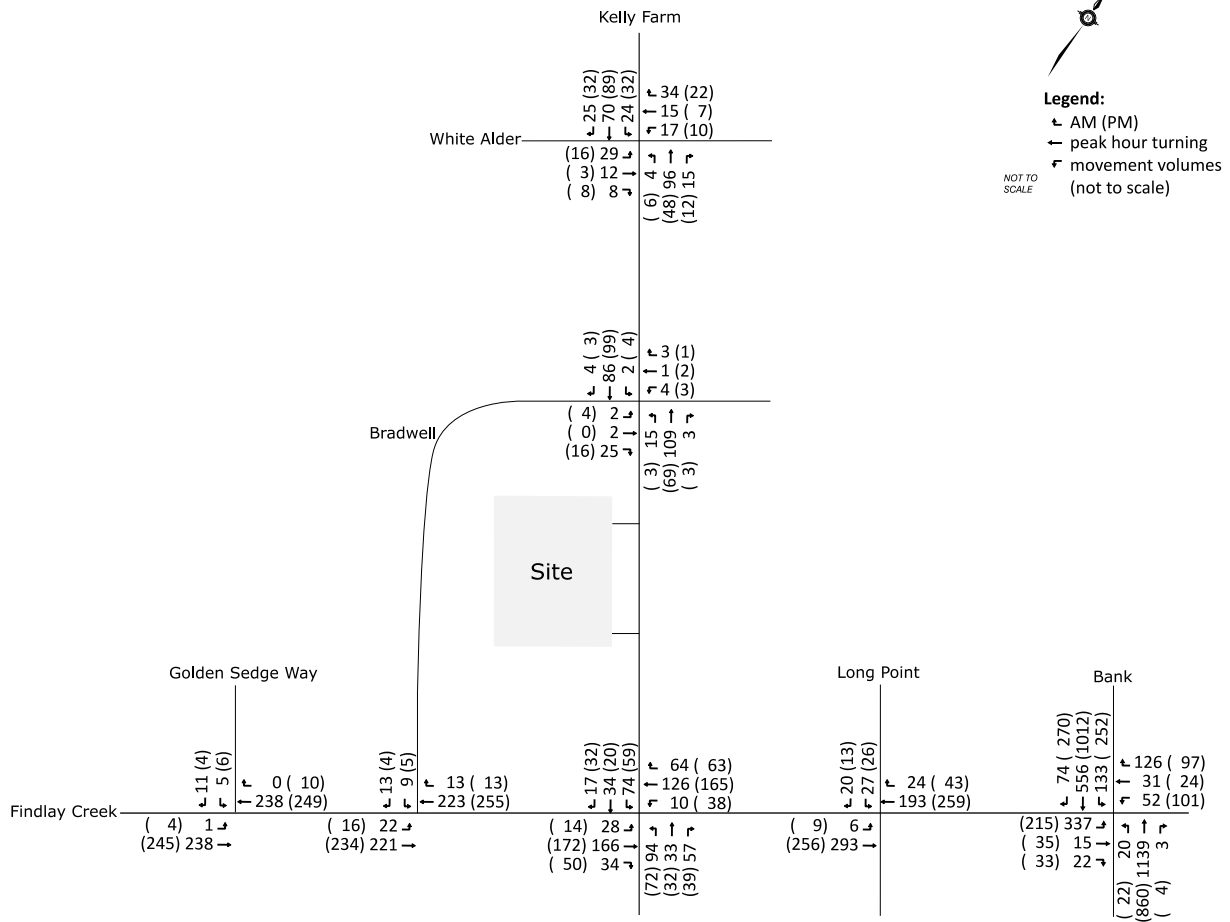 Kelly Farm
25 (32)
70 (89)
24 (32)
34 (22)
15 ( 7)
17 (10)
White Alder
(16) 29
( 3) 12
( 8) 8
( 6) 4
(48) 96
(12) 15
Legend:
AM (PM)
peak hour turning
movement volumes
(not to scale)
NOT TO
SCALE
4 ( 3)
86 (99)
2 ( 4)
3 (1)
1 (2)
4 (3)
Bradwell
( 4) 2
( 0) 2
(16) 25
( 3) 15
(69) 109
( 3) 3
Site
Golden Sedge Way
11 (4)
5 (6)
0 ( 10)
238 (249)
Findlay Creek
( 4) 1
(245) 238
13 (4)
9 (5)
13 ( 13)
223 (255)
( 16) 22
(234) 221
17 (32)
34 (20)
74 (59)
64 ( 63)
126 (165)
10 ( 38)
( 14) 28
(172) 166
( 50) 34
(72) 94
(32) 33
(39) 57
Long Point
20 (13)
27 (26)
24 ( 43)
193 (259)
( 9) 6
(256) 293
Bank
74 ( 270)
556 (1012)
133 ( 252)
126 ( 97)
31 ( 24)
52 (101)
(215) 337
( 35) 15
( 33) 22
( 22) 20
(860) 1139
( 4) 3